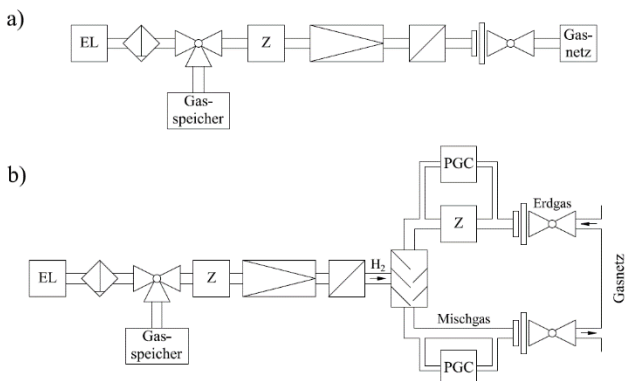 a)
EL
Z
Gas-
netz
Gas-
speicher
b)
PGC
Erdgas
Z
EL
Z
H₂
Gasnetz
Mischgas
Gas-
speicher
PGC